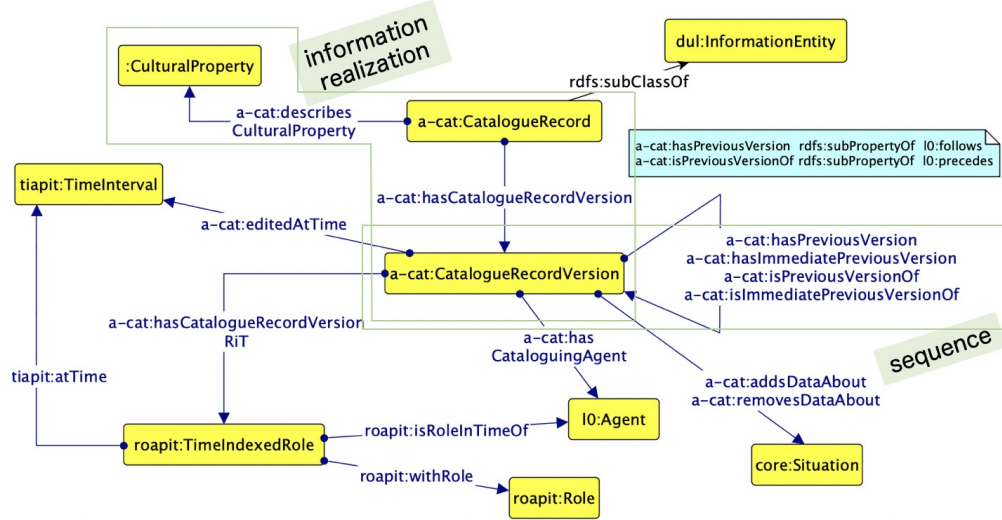 information
realization
dul:InformationEntity
:CulturalProperty
rdfs:subClassOf
a-cat:describes
CulturalProperty
a-cat:CatalogueRecord
a-cat:hasPreviousVersion rdfs:subPropertyOf l0:follows
a-cat:isPreviousVersionOf rdfs:subPropertyOf l0:precedes
tiapit:TimeInterval
a-cat:hasCatalogueRecordVersion
a-cat:editedAtTime
a-cat:hasPreviousVersion
a-cat:hasImmediatePreviousVersion
a-cat:isPreviousVersionOf
a-cat:isImmediatePreviousVersionOf
a-cat:CatalogueRecordVersion
a-cat:hasCatalogueRecordVersion
RiT
a-cat:has
CataloguingAgent
sequence
tiapit:atTime
a-cat:addsDataAbout
a-cat:removesDataAbout
l0:Agent
roapit:isRoleInTimeOf
roapit:TimeIndexedRole
core:Situation
roapit:withRole
roapit:Role